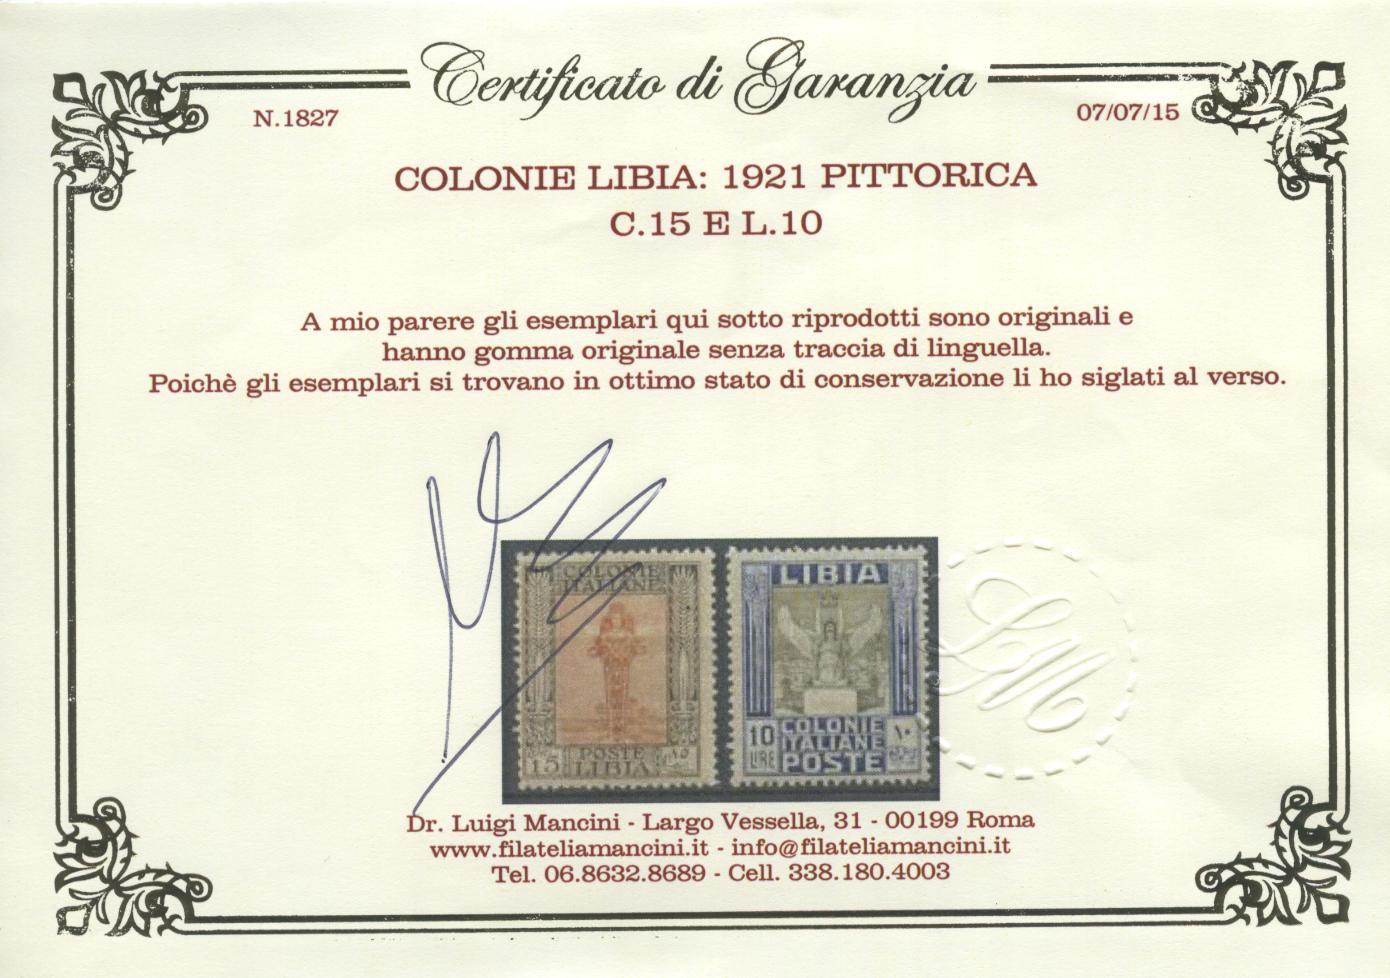 Certificato di Garanzia
N.1827
07/07/15
COLONIE LIBIA: 1921 PITTORICA
C.15 E L.10
A mio parere gli esemplari qui sotto riprodotti sono originali e
hanno gomma originale senza traccia di linguella.
Poichè gli esemplari si trovano in ottimo stato di conservazione li ho siglati al verso.
COLONIE
ITALIANE
POSTE
15 LIBIA ١٥
LIBIA
10 COLONIE ١٠
LIRE ITALIANE
POSTE
LM
Dr. Luigi Mancini - Largo Vessella, 31 - 00199 Roma
www.filateliamancini.it - info@filateliamancini.it
Tel. 06.8632.8689 - Cell. 338.180.4003